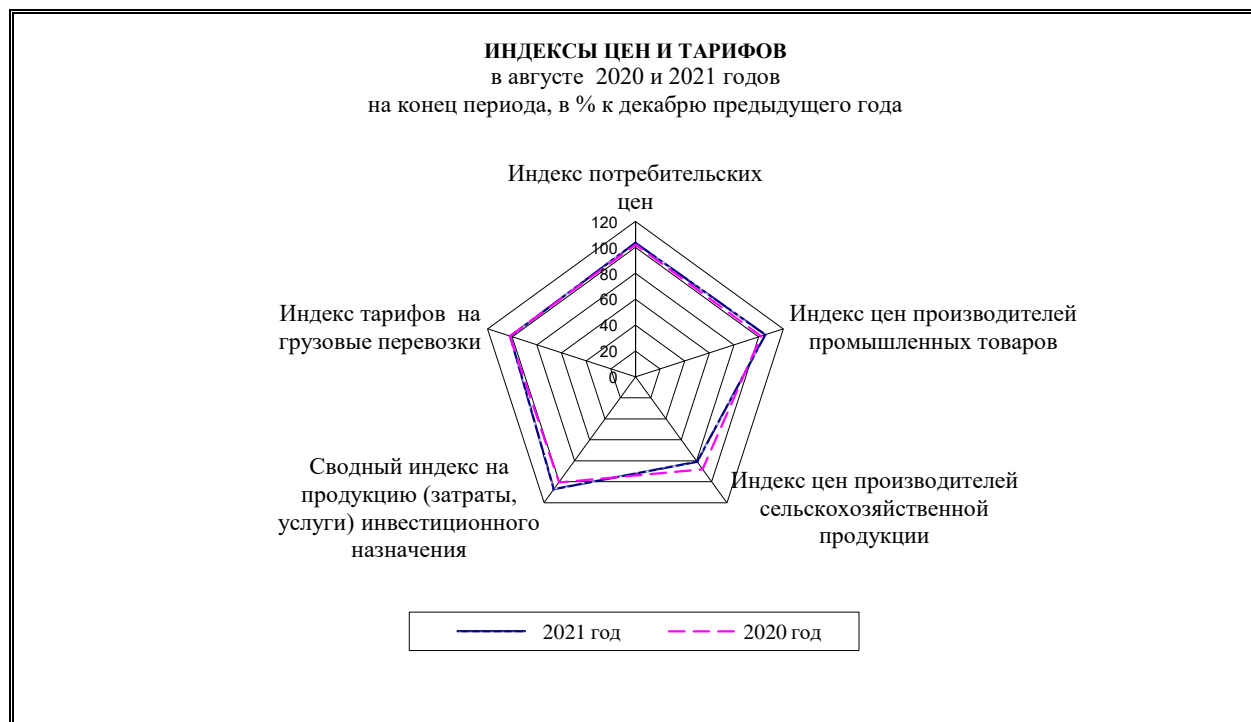 ИНДЕКСЫ ЦЕН И ТАРИФОВ
в августе 2020 и 2021 годов
на конец периода, в % к декабрю предыдущего года
Индекс потребительских
цен
120
100
80
60
40
20
0
Индекс цен производителей
промышленных товаров
Индекс цен производителей
сельскохозяйственной
продукции
Сводный индекс на
продукцию (затраты,
услуги) инвестиционного
назначения
Индекс тарифов на
грузовые перевозки
2021 год
2020 год